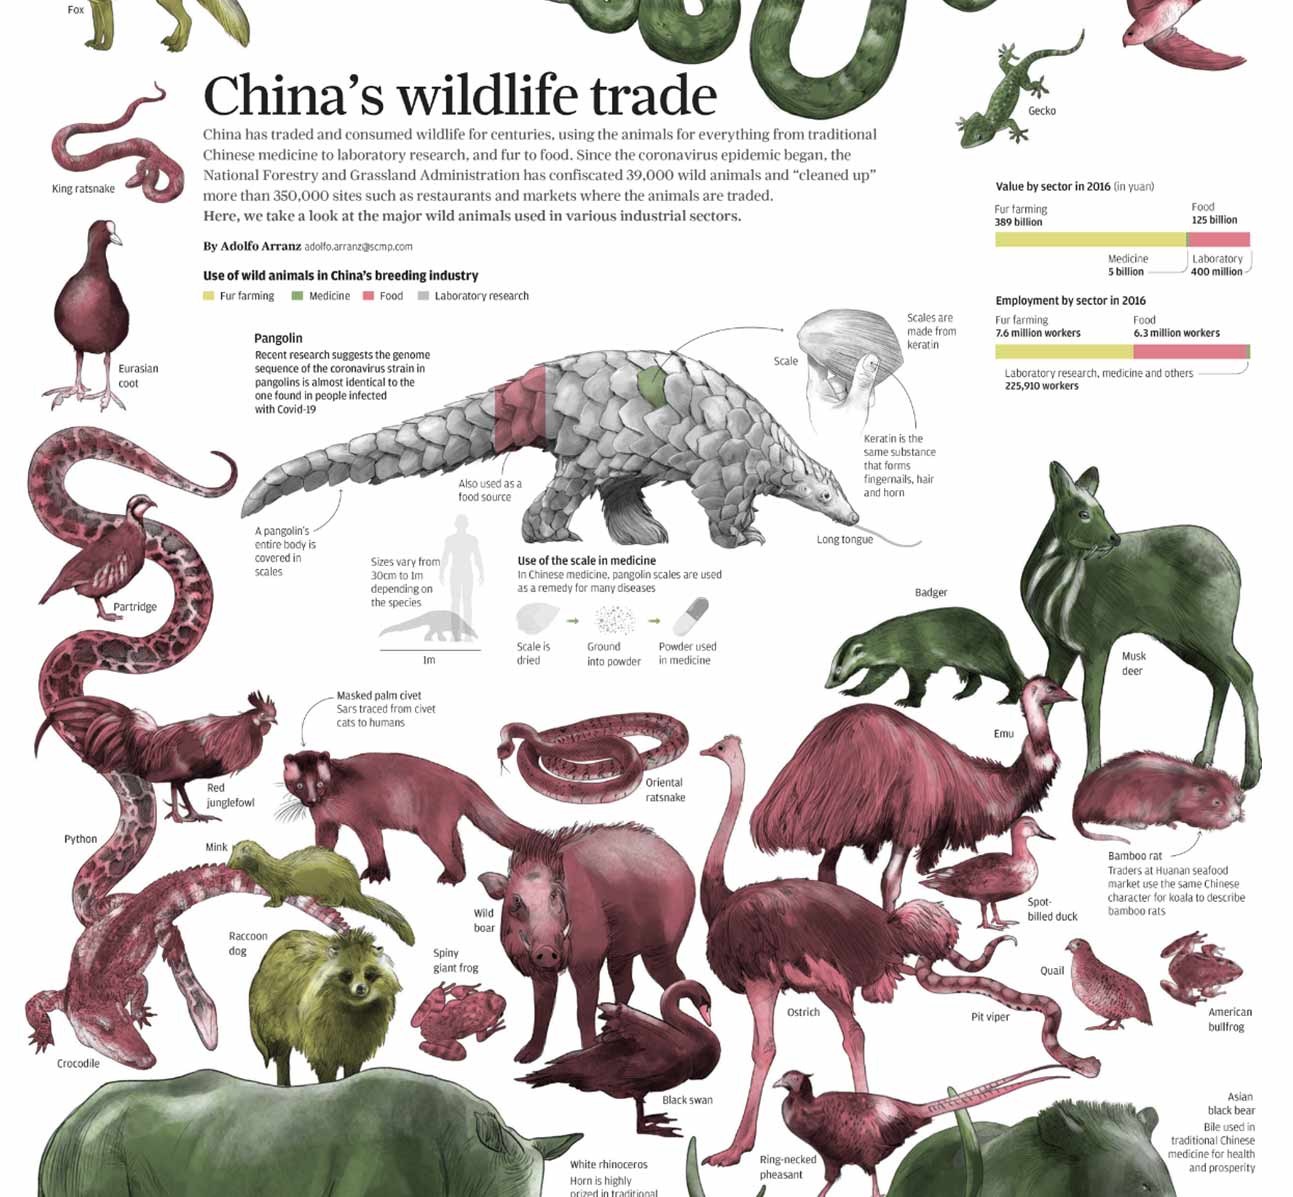 Fox
China's wildlife trade
China has traded and consumed wildlife for centuries, using the animals for everything from traditional
Chinese medicine to laboratory research, and fur to food. Since the coronavirus epidemic began, the
National Forestry and Grassland Administration has confiscated 39,000 wild animals and “cleaned up”
more than 350,000 sites such as restaurants and markets where the animals are traded.
Here, we take a look at the major wild animals used in various industrial sectors.
By Adolfo Arranz adolfo.arranz@scmp.com
Use of wild animals in China's breeding industry
Fur farming
Medicine
Food
Laboratory research
Gecko
King ratsnake
Value by sector in 2016 (in yuan)
Fur farming
389 billion
Food
125 billion
Medicine
5 billion
Laboratory
400 million
Employment by sector in 2016
Fur farming
7.6 million workers
Food
6.3 million workers
Laboratory research, medicine and others
225,910 workers
Eurasian
coot
Pangolin
Recent research suggests the genome
sequence of the coronavirus strain in
pangolins is almost identical to the
one found in people infected
with Covid-19
Scale
Scales are
made from
keratin
Keratin is the
same substance
that forms
fingernails, hair
and horn
Also used as a
food source
A pangolin's
entire body is
covered in
scales
Long tongue
Sizes vary from
30cm to 1m
depending on
the species
1m
Use of the scale in medicine
In Chinese medicine, pangolin scales are used
as a remedy for many diseases
Scale is
dried
Ground
into powder
Powder used
in medicine
Partridge
Badger
Musk
deer
Masked palm civet
Sars traced from civet
cats to humans
Emu
Oriental
ratsnake
Red
junglefowl
Python
Mink
Bamboo rat
Traders at Huanan seafood
market use the same Chinese
character for koala to describe
bamboo rats
Spot-
billed duck
Wild
boar
Raccoon
dog
Spiny
giant frog
Quail
Ostrich
Pit viper
American
bullfrog
Crocodile
Black swan
Asian
black bear
Bile used in
traditional Chinese
medicine for health
and prosperity
Ring-necked
pheasant
White rhinoceros
Horn is highly
prized in traditional